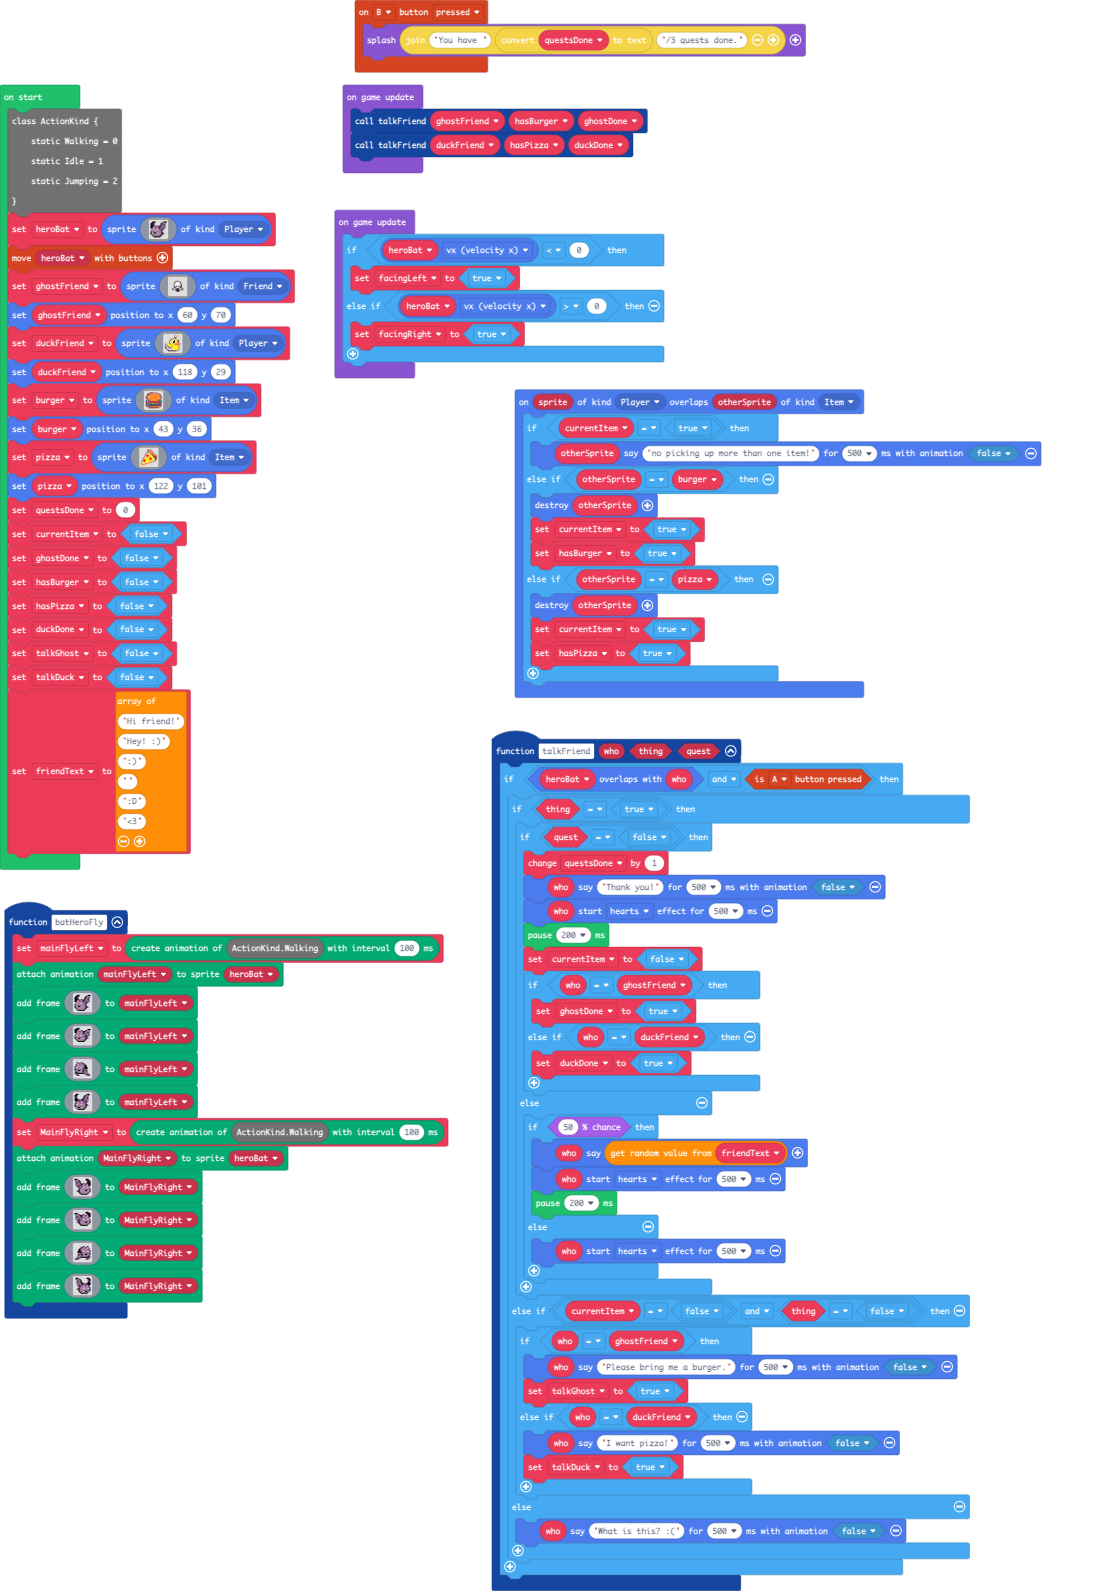 on B button pressed
splash join "You have " convert questsDone to text "/3 quests done."
on start
class ActionKind {
static Walking = 0
static Idle = 1
static Jumping = 2
}
set heroBat to sprite of kind Player
move heroBat with buttons
set ghostFriend to sprite of kind Friend
set ghostFriend position to x 60 y 70
set duckFriend to sprite of kind Player
set duckFriend position to x 118 y 29
set burger to sprite of kind Item
set burger position to x 43 y 36
set pizza to sprite of kind Item
set pizza position to x 122 y 101
set questsDone to 0
set currentItem to false
set ghostDone to false
set hasBurger to false
set hasPizza to false
set duckDone to false
set talkGhost to false
set talkDuck to false
set friendText to array of
"Hi friend!"
"Hey! :)"
":)"
" "
":D"
"<3"
on game update
call talkFriend ghostFriend hasBurger ghostDone
call talkFriend duckFriend hasPizza duckDone
on game update
if heroBat vx (velocity x) < 0 then
set facingLeft to true
else if heroBat vx (velocity x) > 0 then
set facingRight to true
on sprite of kind Player overlaps otherSprite of kind Item
if currentItem = true then
otherSprite say "no picking up more than one item!" for 500 ms with animation false
else if otherSprite = burger then
destroy otherSprite
set currentItem to true
set hasBurger to true
else if otherSprite = pizza then
destroy otherSprite
set currentItem to true
set hasPizza to true
function batHeroFly
set mainFlyLeft to create animation of ActionKind.Walking with interval 100 ms
attach animation mainFlyLeft to sprite heroBat
add frame to mainFlyLeft
add frame to mainFlyLeft
add frame to mainFlyLeft
add frame to mainFlyLeft
set MainFlyRight to create animation of ActionKind.Walking with interval 100 ms
attach animation MainFlyRight to sprite heroBat
add frame to MainFlyRight
add frame to MainFlyRight
add frame to MainFlyRight
add frame to MainFlyRight
function talkFriend who thing quest
if heroBat overlaps with who and is A button pressed then
if thing = true then
if quest = false then
change questsDone by 1
who say "Thank you!" for 500 ms with animation false
who start hearts effect for 500 ms
pause 200 ms
set currentItem to false
if who = ghostFriend then
set ghostDone to true
else if who = duckFriend then
set duckDone to true
else
if 50 % chance then
who say get random value from friendText
who start hearts effect for 500 ms
pause 200 ms
else
who start hearts effect for 500 ms
else if currentItem = false and thing = false then
if who = ghostFriend then
who say "Please bring me a burger." for 500 ms with animation false
set talkGhost to true
else if who = duckFriend then
who say "I want pizza!" for 500 ms with animation false
set talkDuck to true
else
who say "What is this? :(" for 500 ms with animation false